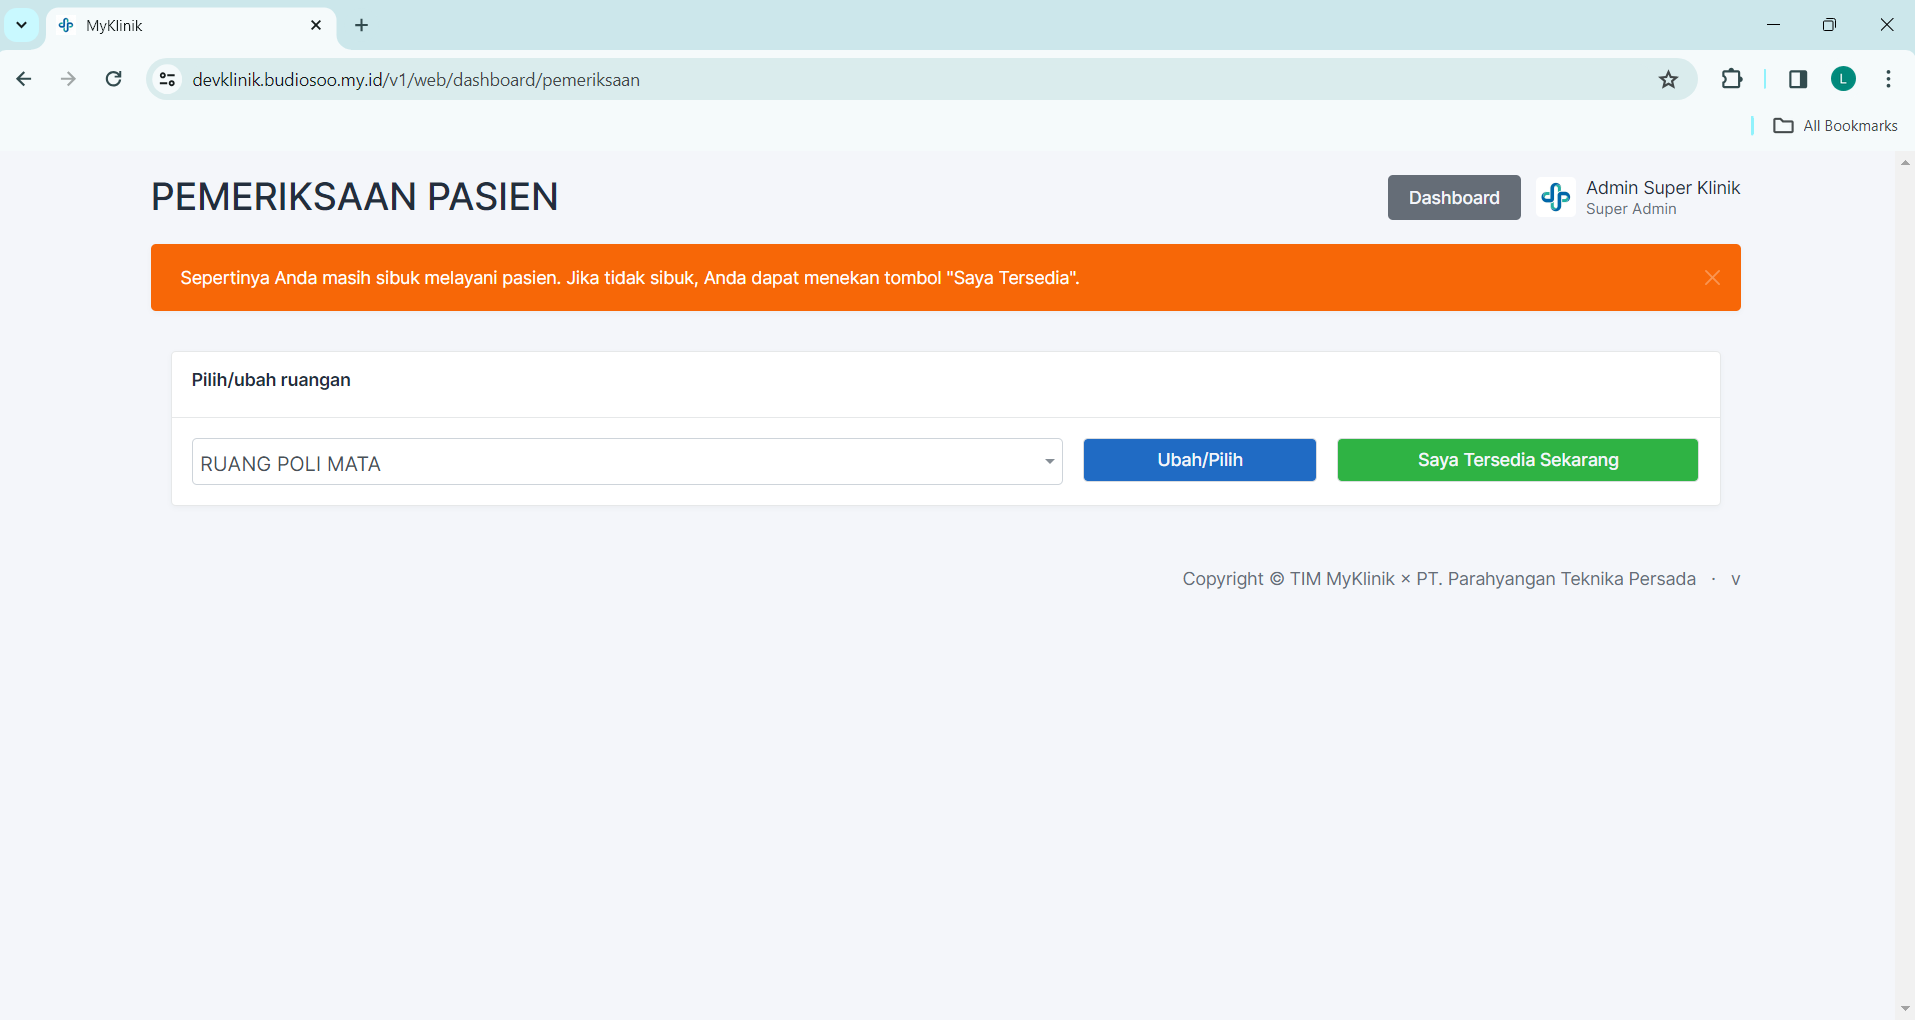 MyKlinik
devklinik.budiosoo.my.id/v1/web/dashboard/pemeriksaan
L
All Bookmarks
PEMERIKSAAN PASIEN
Dashboard
Admin Super Klinik
Super Admin
Sepertinya Anda masih sibuk melayani pasien. Jika tidak sibuk, Anda dapat menekan tombol "Saya Tersedia".
Pilih/ubah ruangan
RUANG POLI MATA
Ubah/Pilih
Saya Tersedia Sekarang
Copyright © TIM MyKlinik × PT. Parahyangan Teknika Persada · v